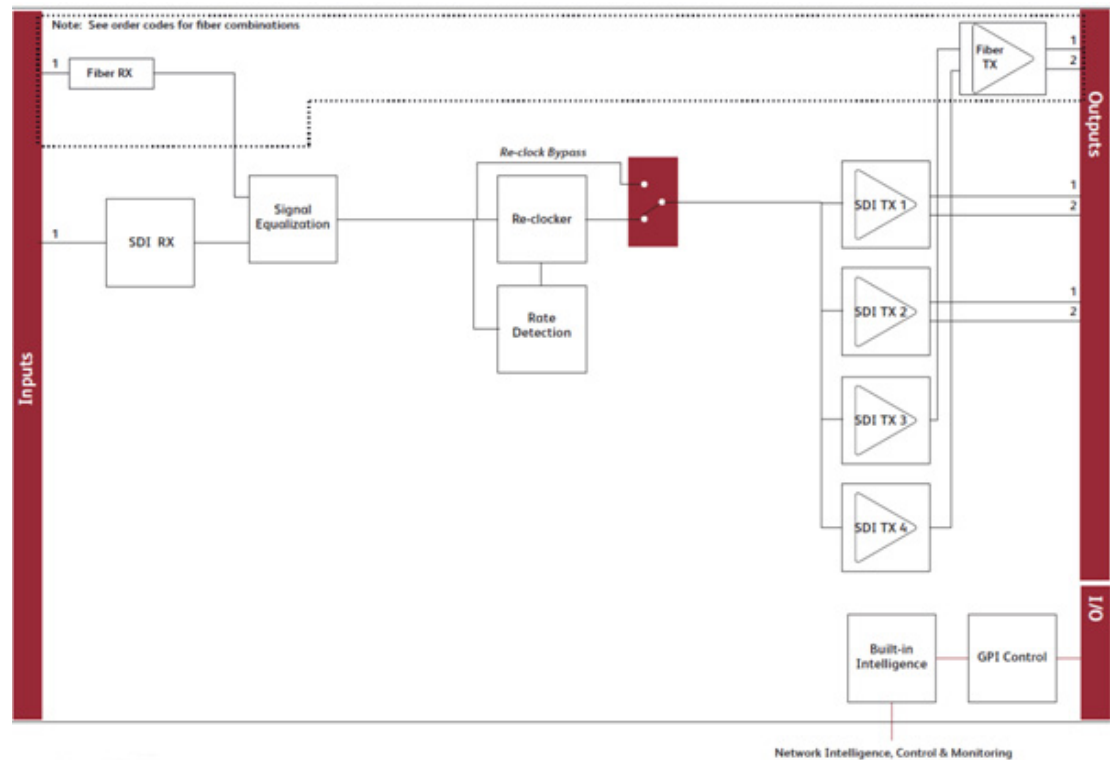 Note: See order codes for fiber combinations
Inputs
1
Fiber RX
1
SDI RX
Signal
Equalization
Re-clock Bypass
Re-clocker
Rate
Detection
Fiber
TX
1
2
SDI TX 1
1
2
SDI TX 2
1
2
SDI TX 3
SDI TX 4
Outputs
Built-in
Intelligence
GPI Control
I/O
Network Intelligence, Control & Monitoring